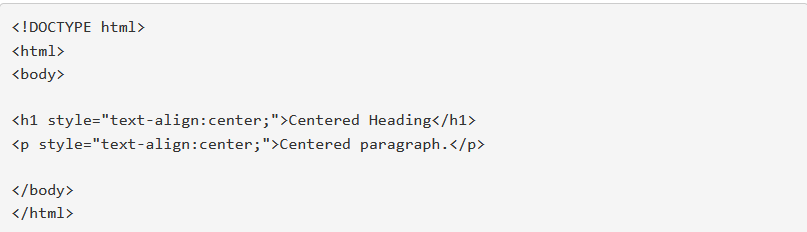 <!DOCTYPE html>
<html>
<body>
<h1 style="text-align:center;">Centered Heading</h1>
<p style="text-align:center;">Centered paragraph.</p>
</body>
</html>